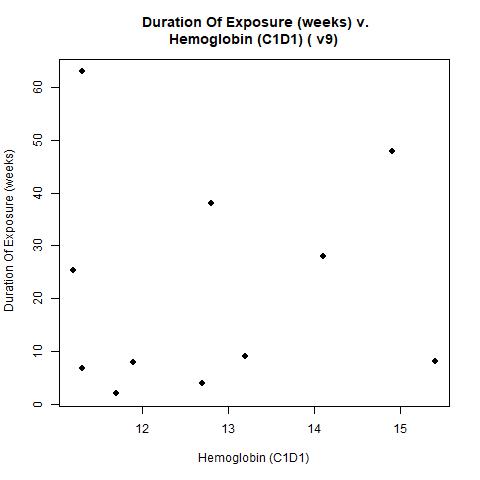 Duration Of Exposure (weeks) v.
Hemoglobin (C1D1) ( v9)
Duration Of Exposure (weeks)
60
50
40
30
20
10
0
12 13 14 15
Hemoglobin (C1D1)